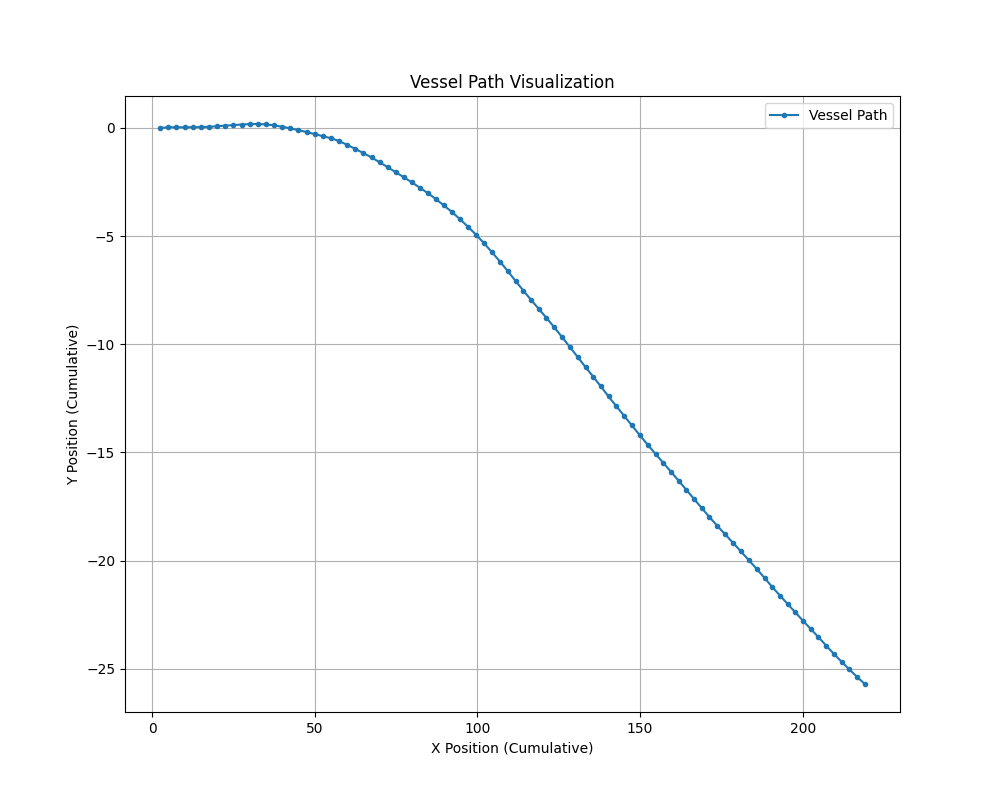 Vessel Path Visualization
Vessel Path
Y Position (Cumulative)
0
−5
−10
−15
−20
−25
0 50 100 150 200
X Position (Cumulative)